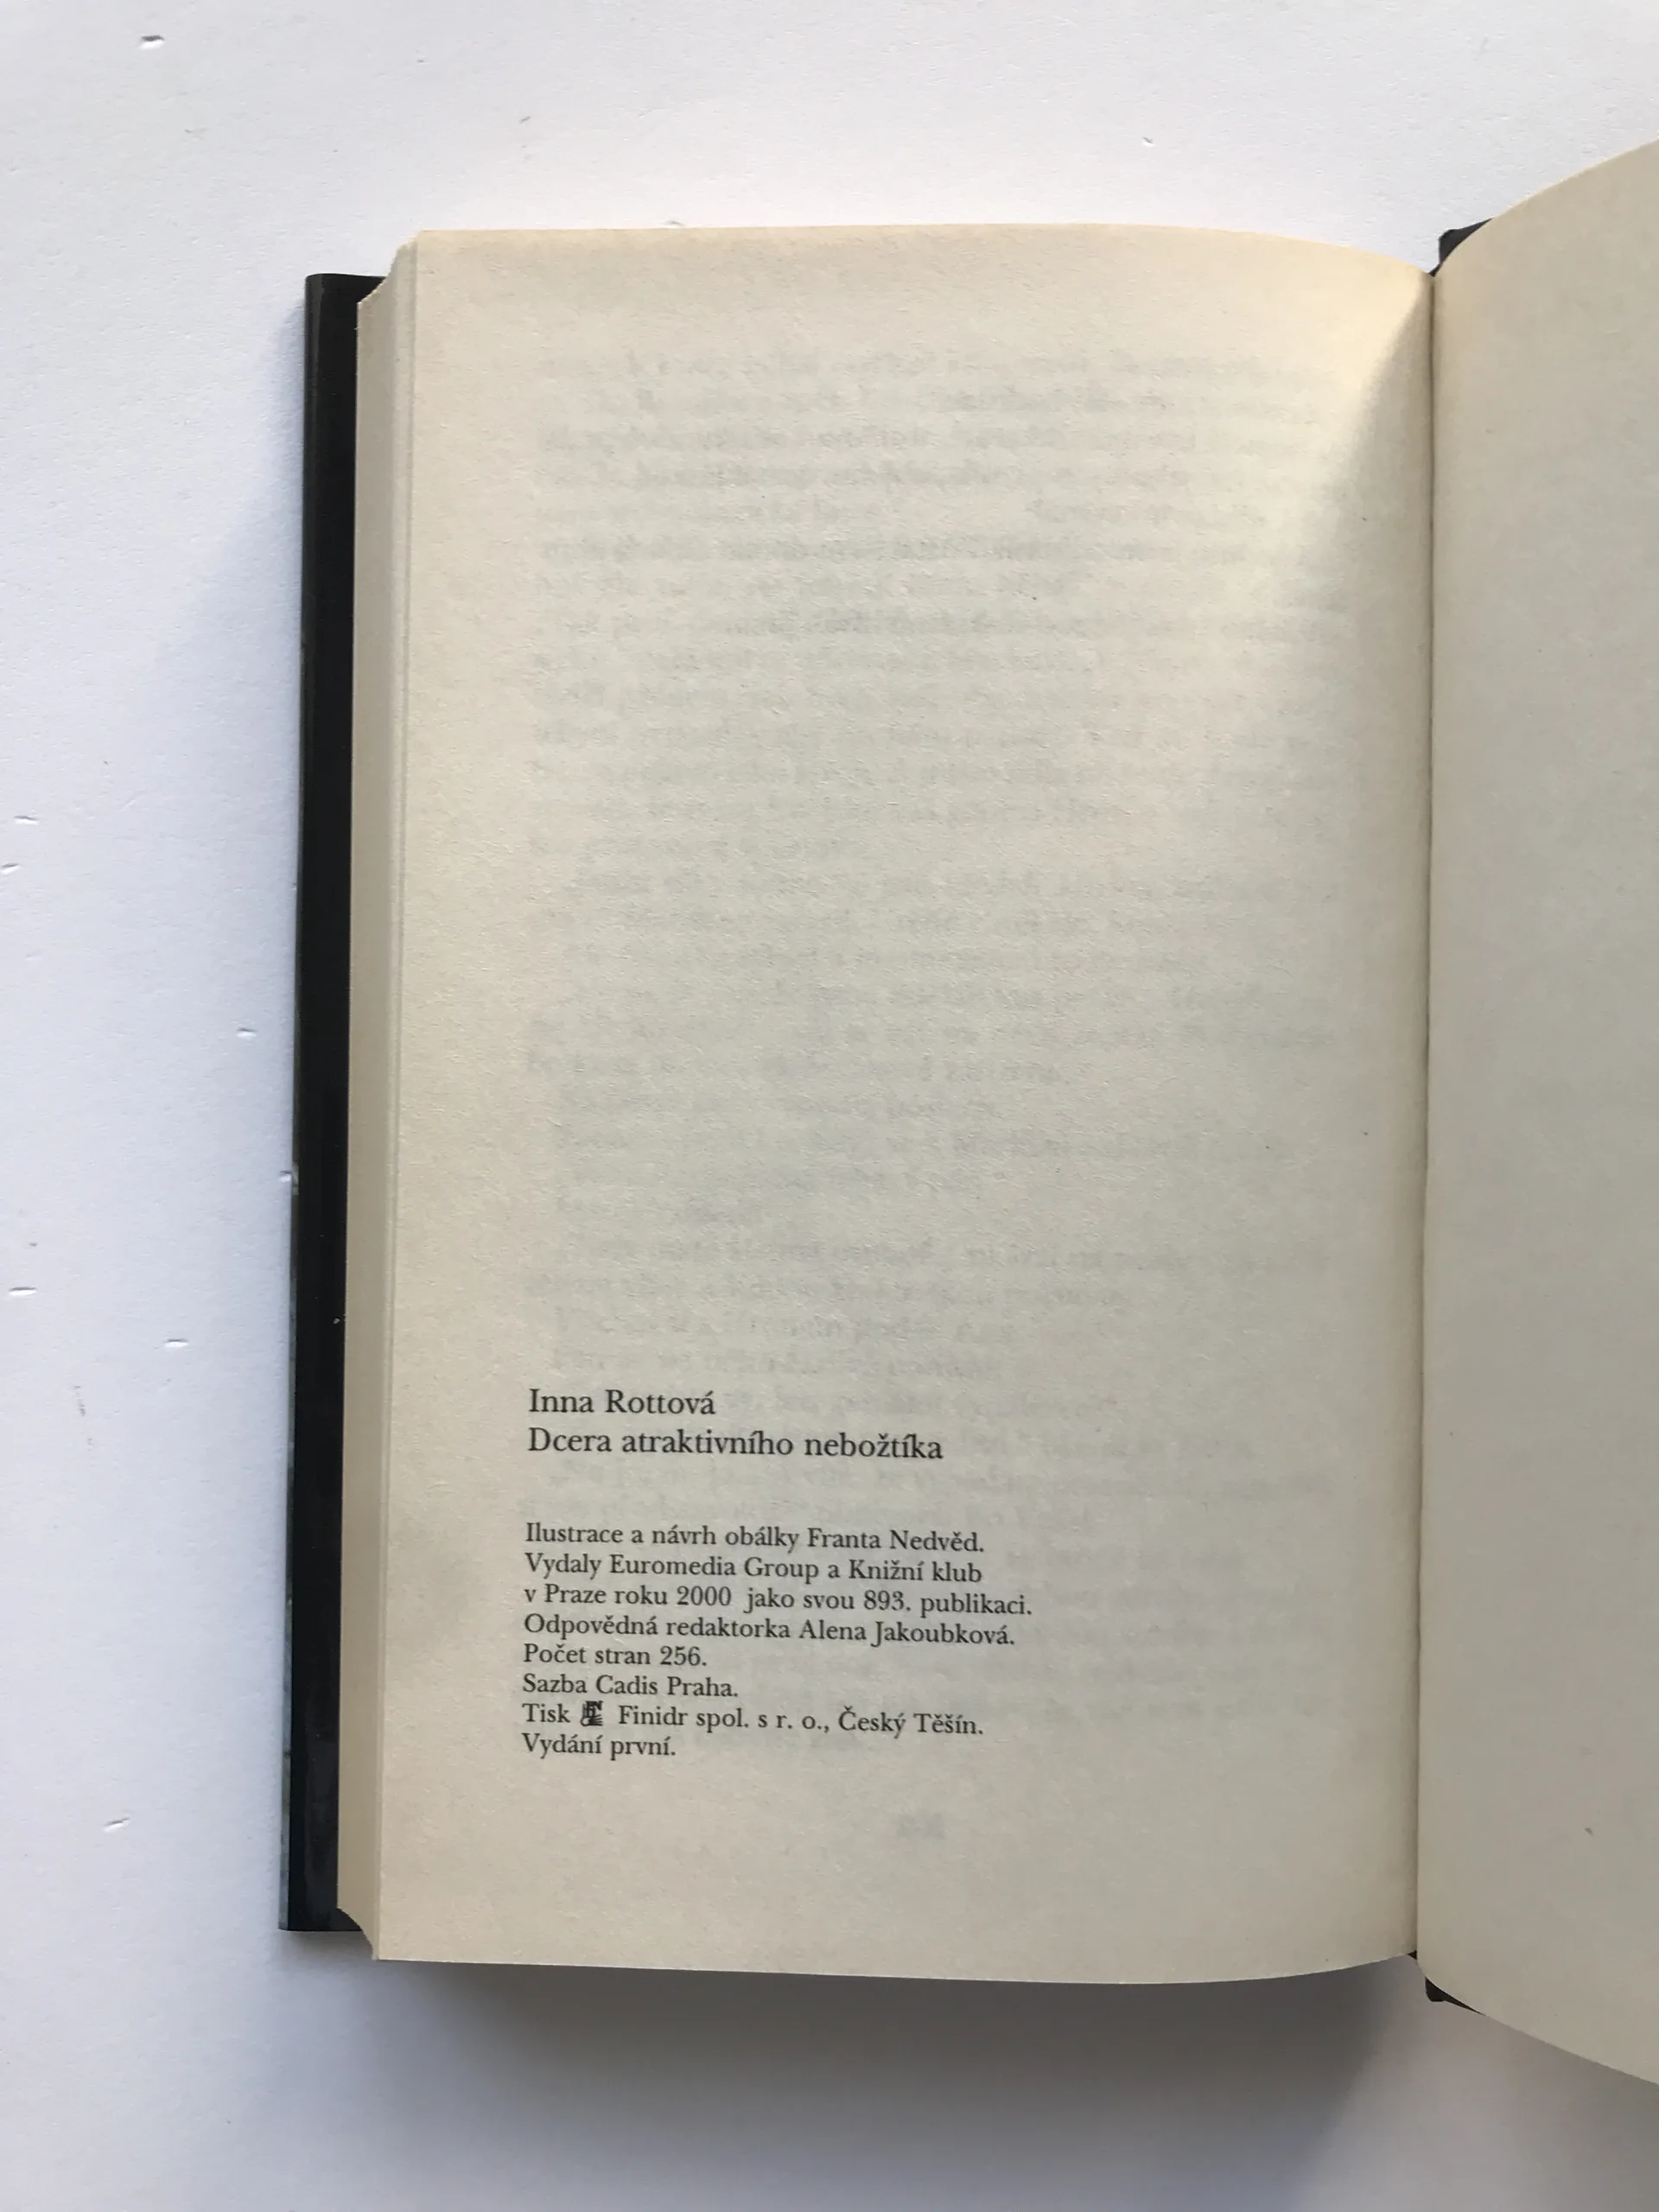 Inna Rottová
Dcera atraktivního nebožtíka
Ilustrace a návrh obálky Franta Nedvěd.
Vydaly Euromedia Group a Knižní klub
v Praze roku 2000 jako svou 893. publikaci.
Odpovědná redaktorka Alena Jakoubková.
Počet stran 256.
Sazba Cadis Praha.
Tisk Finidr spol. s r. o., Český Těšín.
Vydání první.